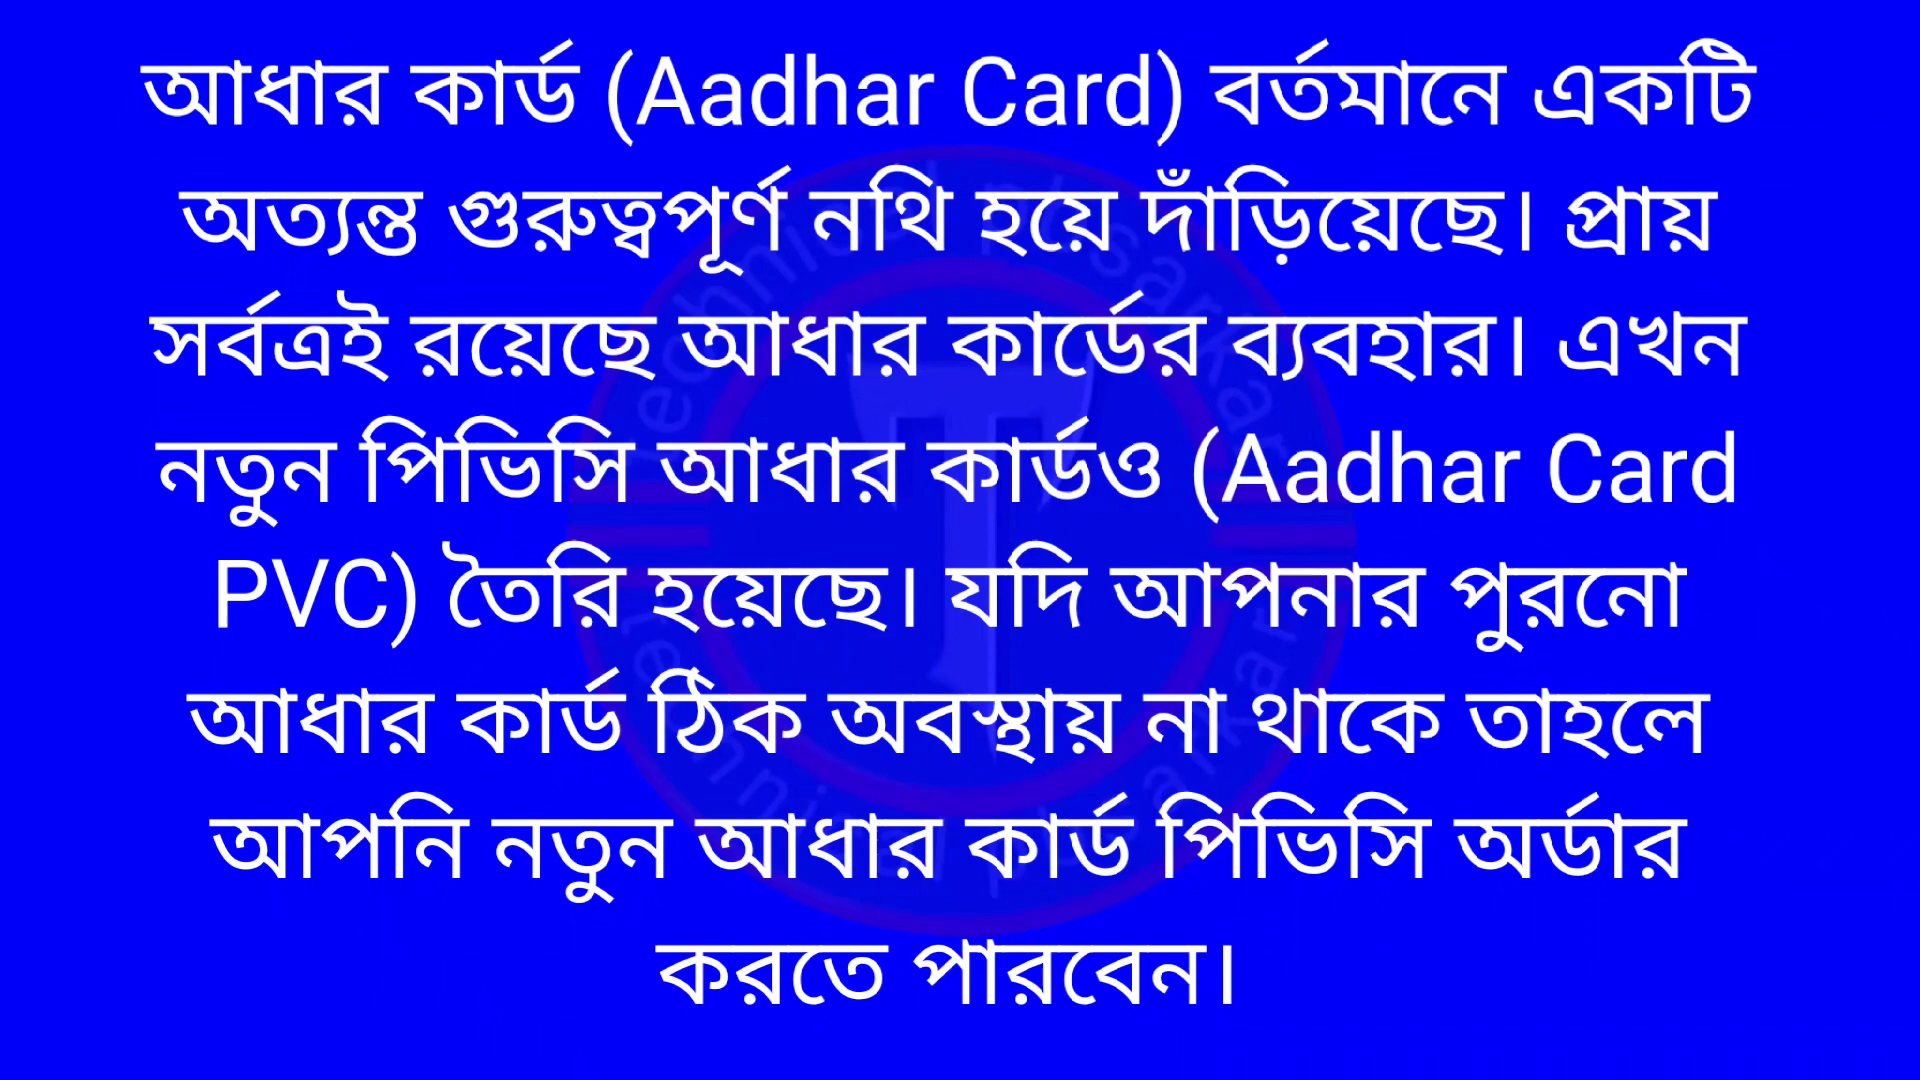 আধার কার্ড (Aadhar Card) বর্তমানে একটি
অত্যন্ত গুরুত্বপূর্ণ নথি হয়ে দাঁড়িয়েছে। প্রায়
সর্বত্রই রয়েছে আধার কার্ডের ব্যবহার। এখন
নতুন পিভিসি আধার কার্ডও (Aadhar Card
PVC) তৈরি হয়েছে। যদি আপনার পুরনো
আধার কার্ড ঠিক অবস্থায় না থাকে তাহলে
আপনি নতুন আধার কার্ড পিভিসি অর্ডার
করতে পারবেন।